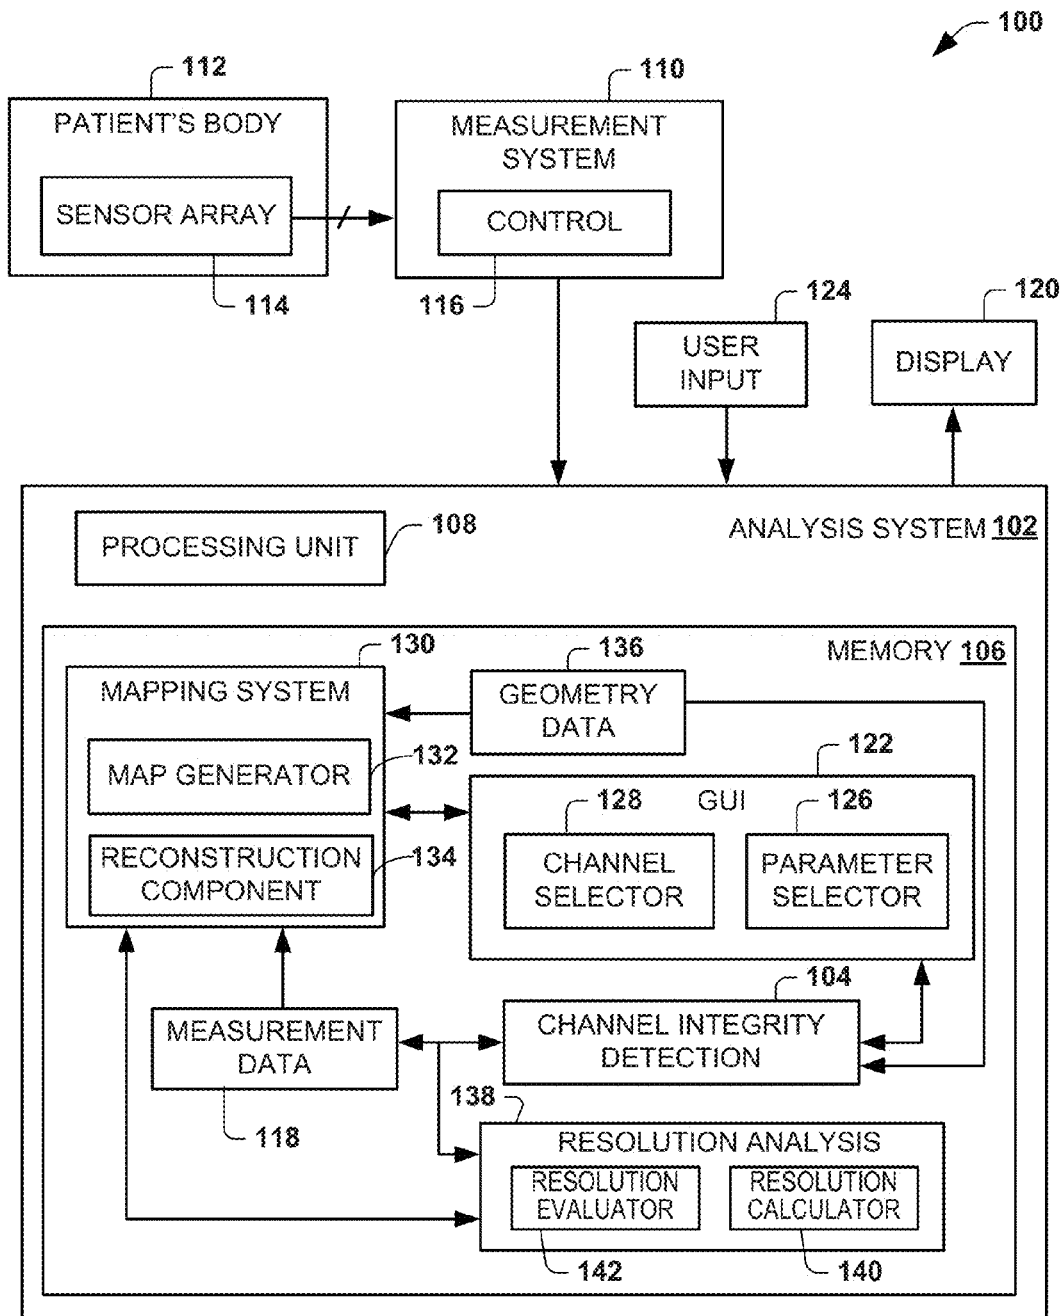 100
112
110
PATIENT'S BODY
SENSOR ARRAY
114
MEASUREMENT
SYSTEM
CONTROL
116
124
USER
INPUT
120
DISPLAY
ANALYSIS SYSTEM 102
PROCESSING UNIT
108
MEMORY 106
130
MAPPING SYSTEM
MAP GENERATOR
132
RECONSTRUCTION
COMPONENT
134
136
GEOMETRY
DATA
122
GUI
128
CHANNEL
SELECTOR
126
PARAMETER
SELECTOR
104
CHANNEL INTEGRITY
DETECTION
MEASUREMENT
DATA
118
138
RESOLUTION ANALYSIS
RESOLUTION
EVALUATOR
142
RESOLUTION
CALCULATOR
140